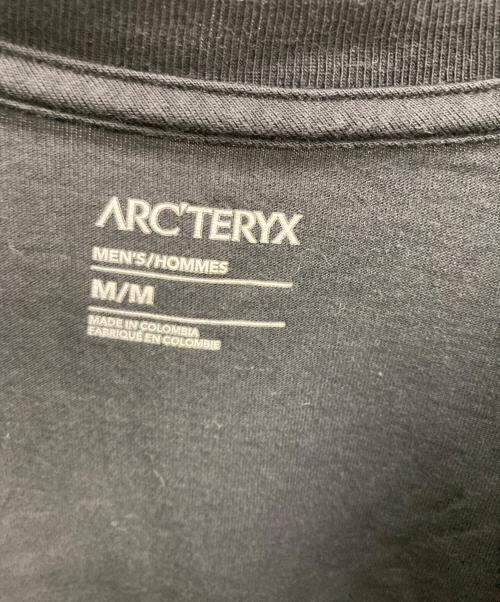 ARC'TERYX
MEN'S/HOMMES
M/M
MADE IN COLOMBIA
FABRIQUÉ EN COLOMBIE